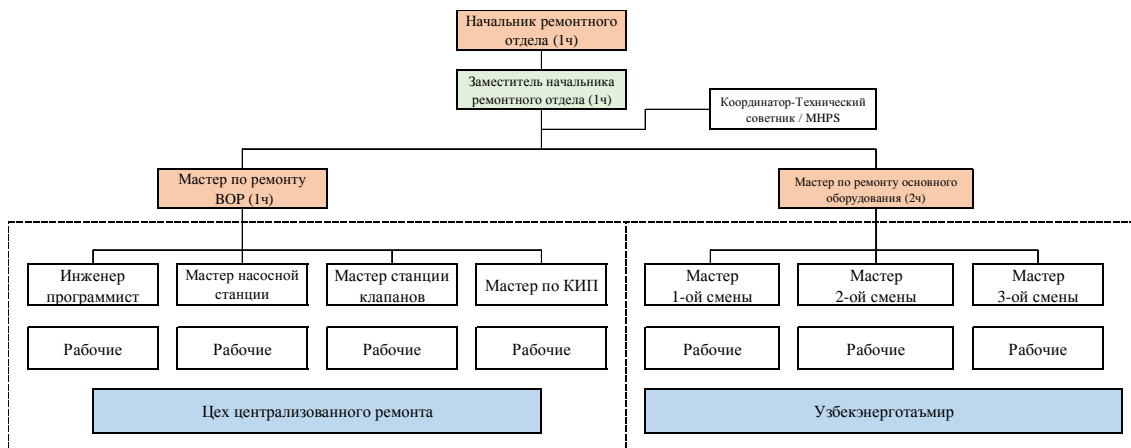 Начальник ремонтного
отдела (1ч)
Заместитель начальника
ремонтного отдела (1ч)
Координатор-Технический
советник / MHPS
Мастер по ремонту
ВОР (1ч)
Мастер по ремонту основного
оборудования (2ч)
Инженер
программист
Мастер насосной
станции
Мастер станции
клапанов
Мастер по КИП
Мастер
1-ой смены
Мастер
2-ой смены
Мастер
3-ой смены
Рабочие
Рабочие
Рабочие
Рабочие
Рабочие
Рабочие
Рабочие
Цех централизованного ремонта
Узбекэнерготаъмир